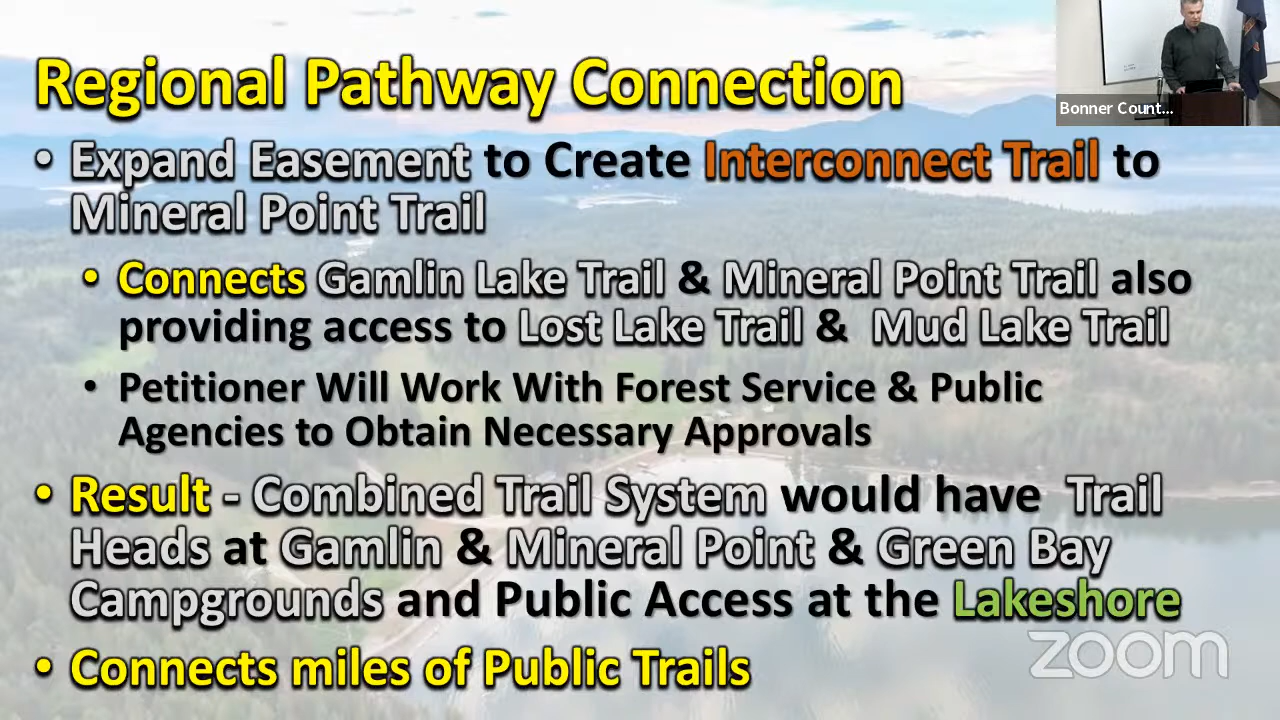 Regional Pathway Connection
Bonner Count...
• Expand Easement to Create Interconnect Trail to
Mineral Point Trail
• Connects Gamlin Lake Trail & Mineral Point Trail also
providing access to Lost Lake Trail & Mud Lake Trail
• Petitioner Will Work With Forest Service & Public
Agencies to Obtain Necessary Approvals
• Result - Combined Trail System would have Trail
Heads at Gamlin & Mineral Point & Green Bay
Campgrounds and Public Access at the Lakeshore
• Connects miles of Public Trails
zoom